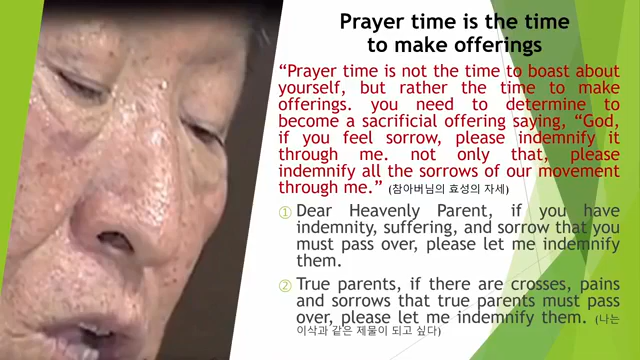 Prayer time is the time
to make offerings
“Prayer time is not the time to boast about
yourself, but rather the time to make
offerings. you need to determine to
become a sacrificial offering saying, “God,
if you feel sorrow, please indemnify it
through me. not only that, please
indemnify all the sorrows of our movement
through me.” (참아버님의 효성의 자세)
① Dear Heavenly Parent, if you have
indemnity, suffering, and sorrow that you
must pass over, please let me indemnify
them.
② True parents, if there are crosses, pains
and sorrows that true parents must pass
over, please let me indemnify them. (나는
이삭과 같은 제물이 되고 싶다)